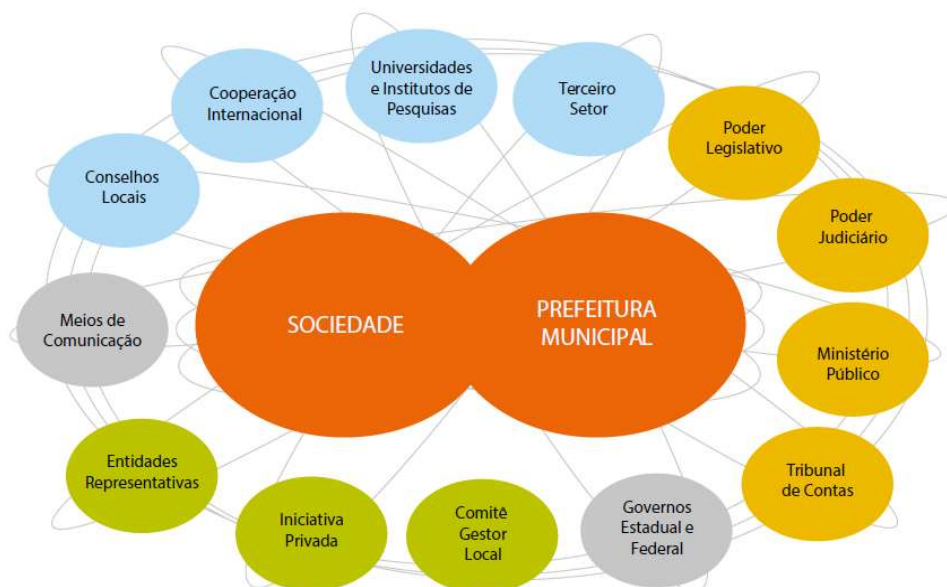 Universidades
e Institutos de
Pesquisas
Terceiro
Setor
Cooperação
Internacional
Poder
Legislativo
Conselhos
Locais
Poder
Judiciário
Meios de
Comunicação
SOCIEDADE
PREFEITURA
MUNICIPAL
Ministério
Público
Entidades
Representativas
Tribunal
de Contas
Iniciativa
Privada
Comitê
Gestor
Local
Governos
Estadual e
Federal